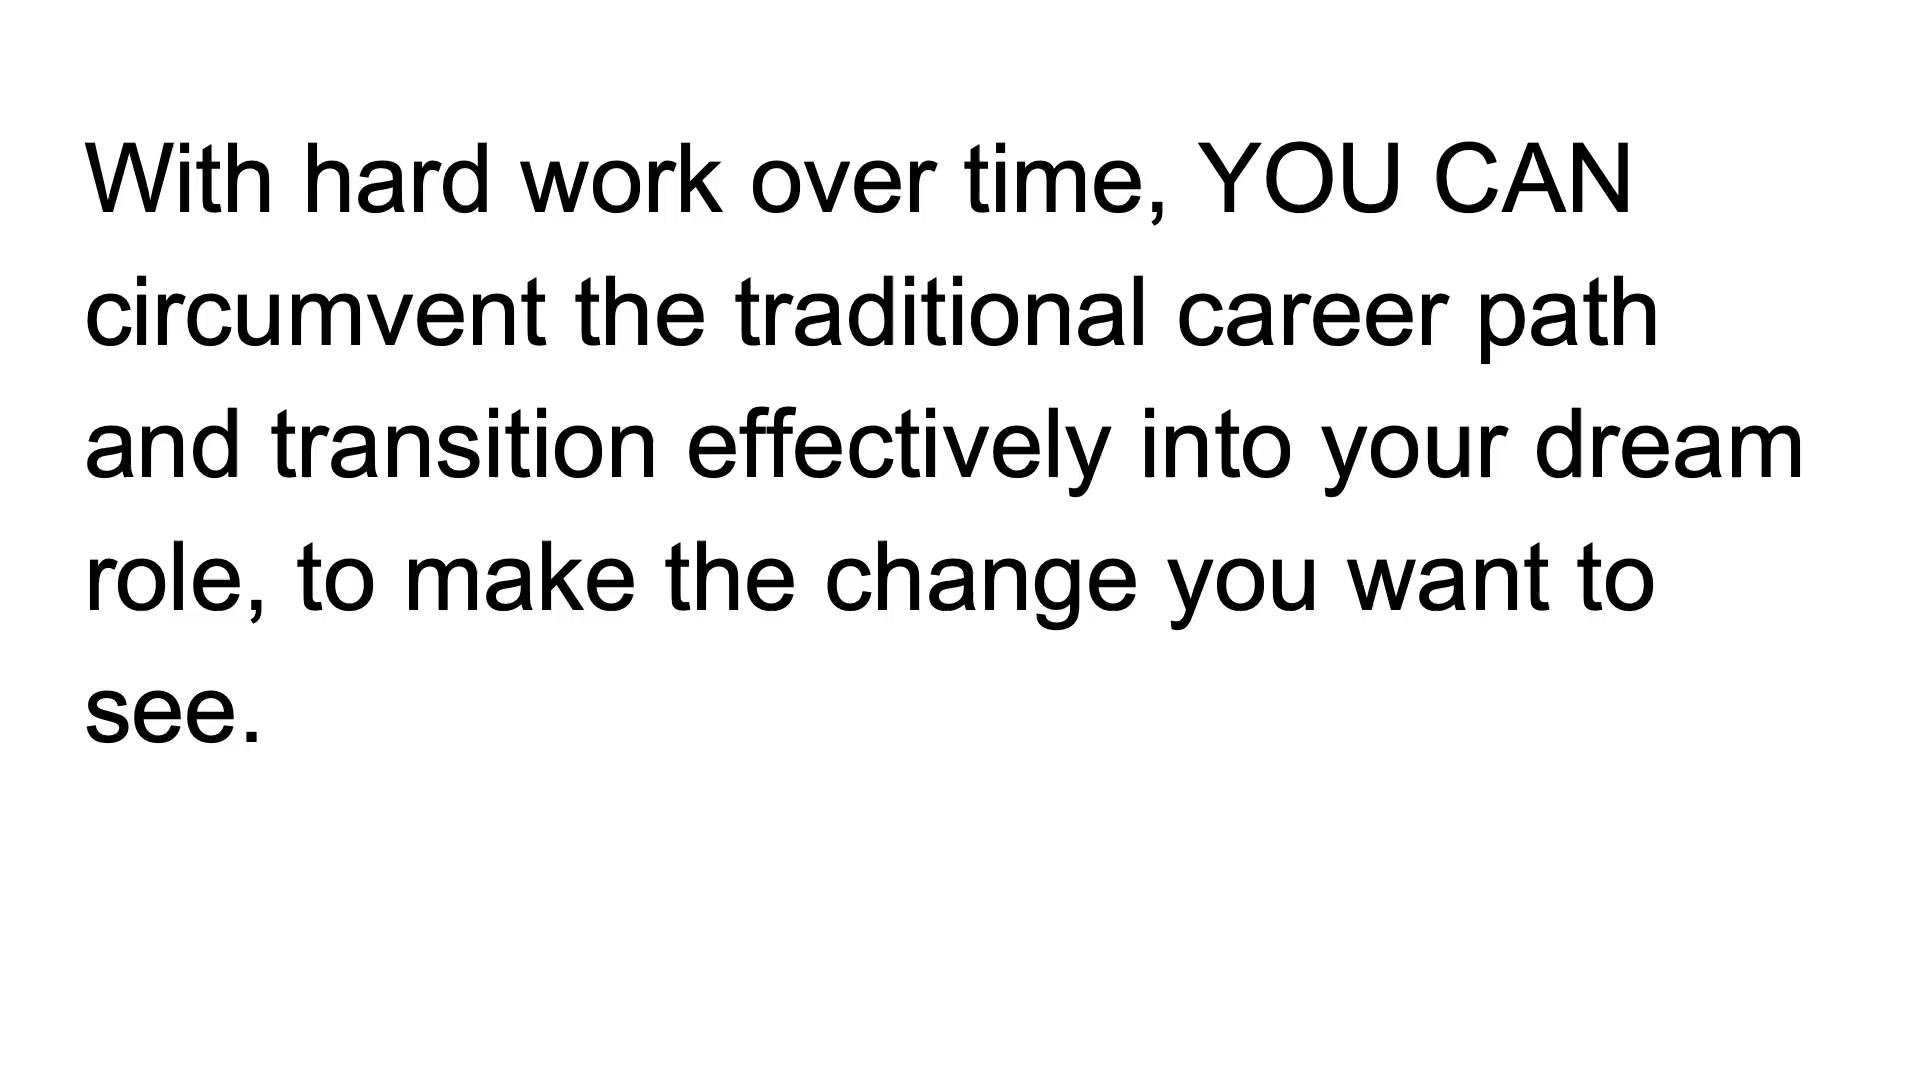 With hard work over time, YOU CAN
circumvent the traditional career path
and transition effectively into your dream
role, to make the change you want to
see.